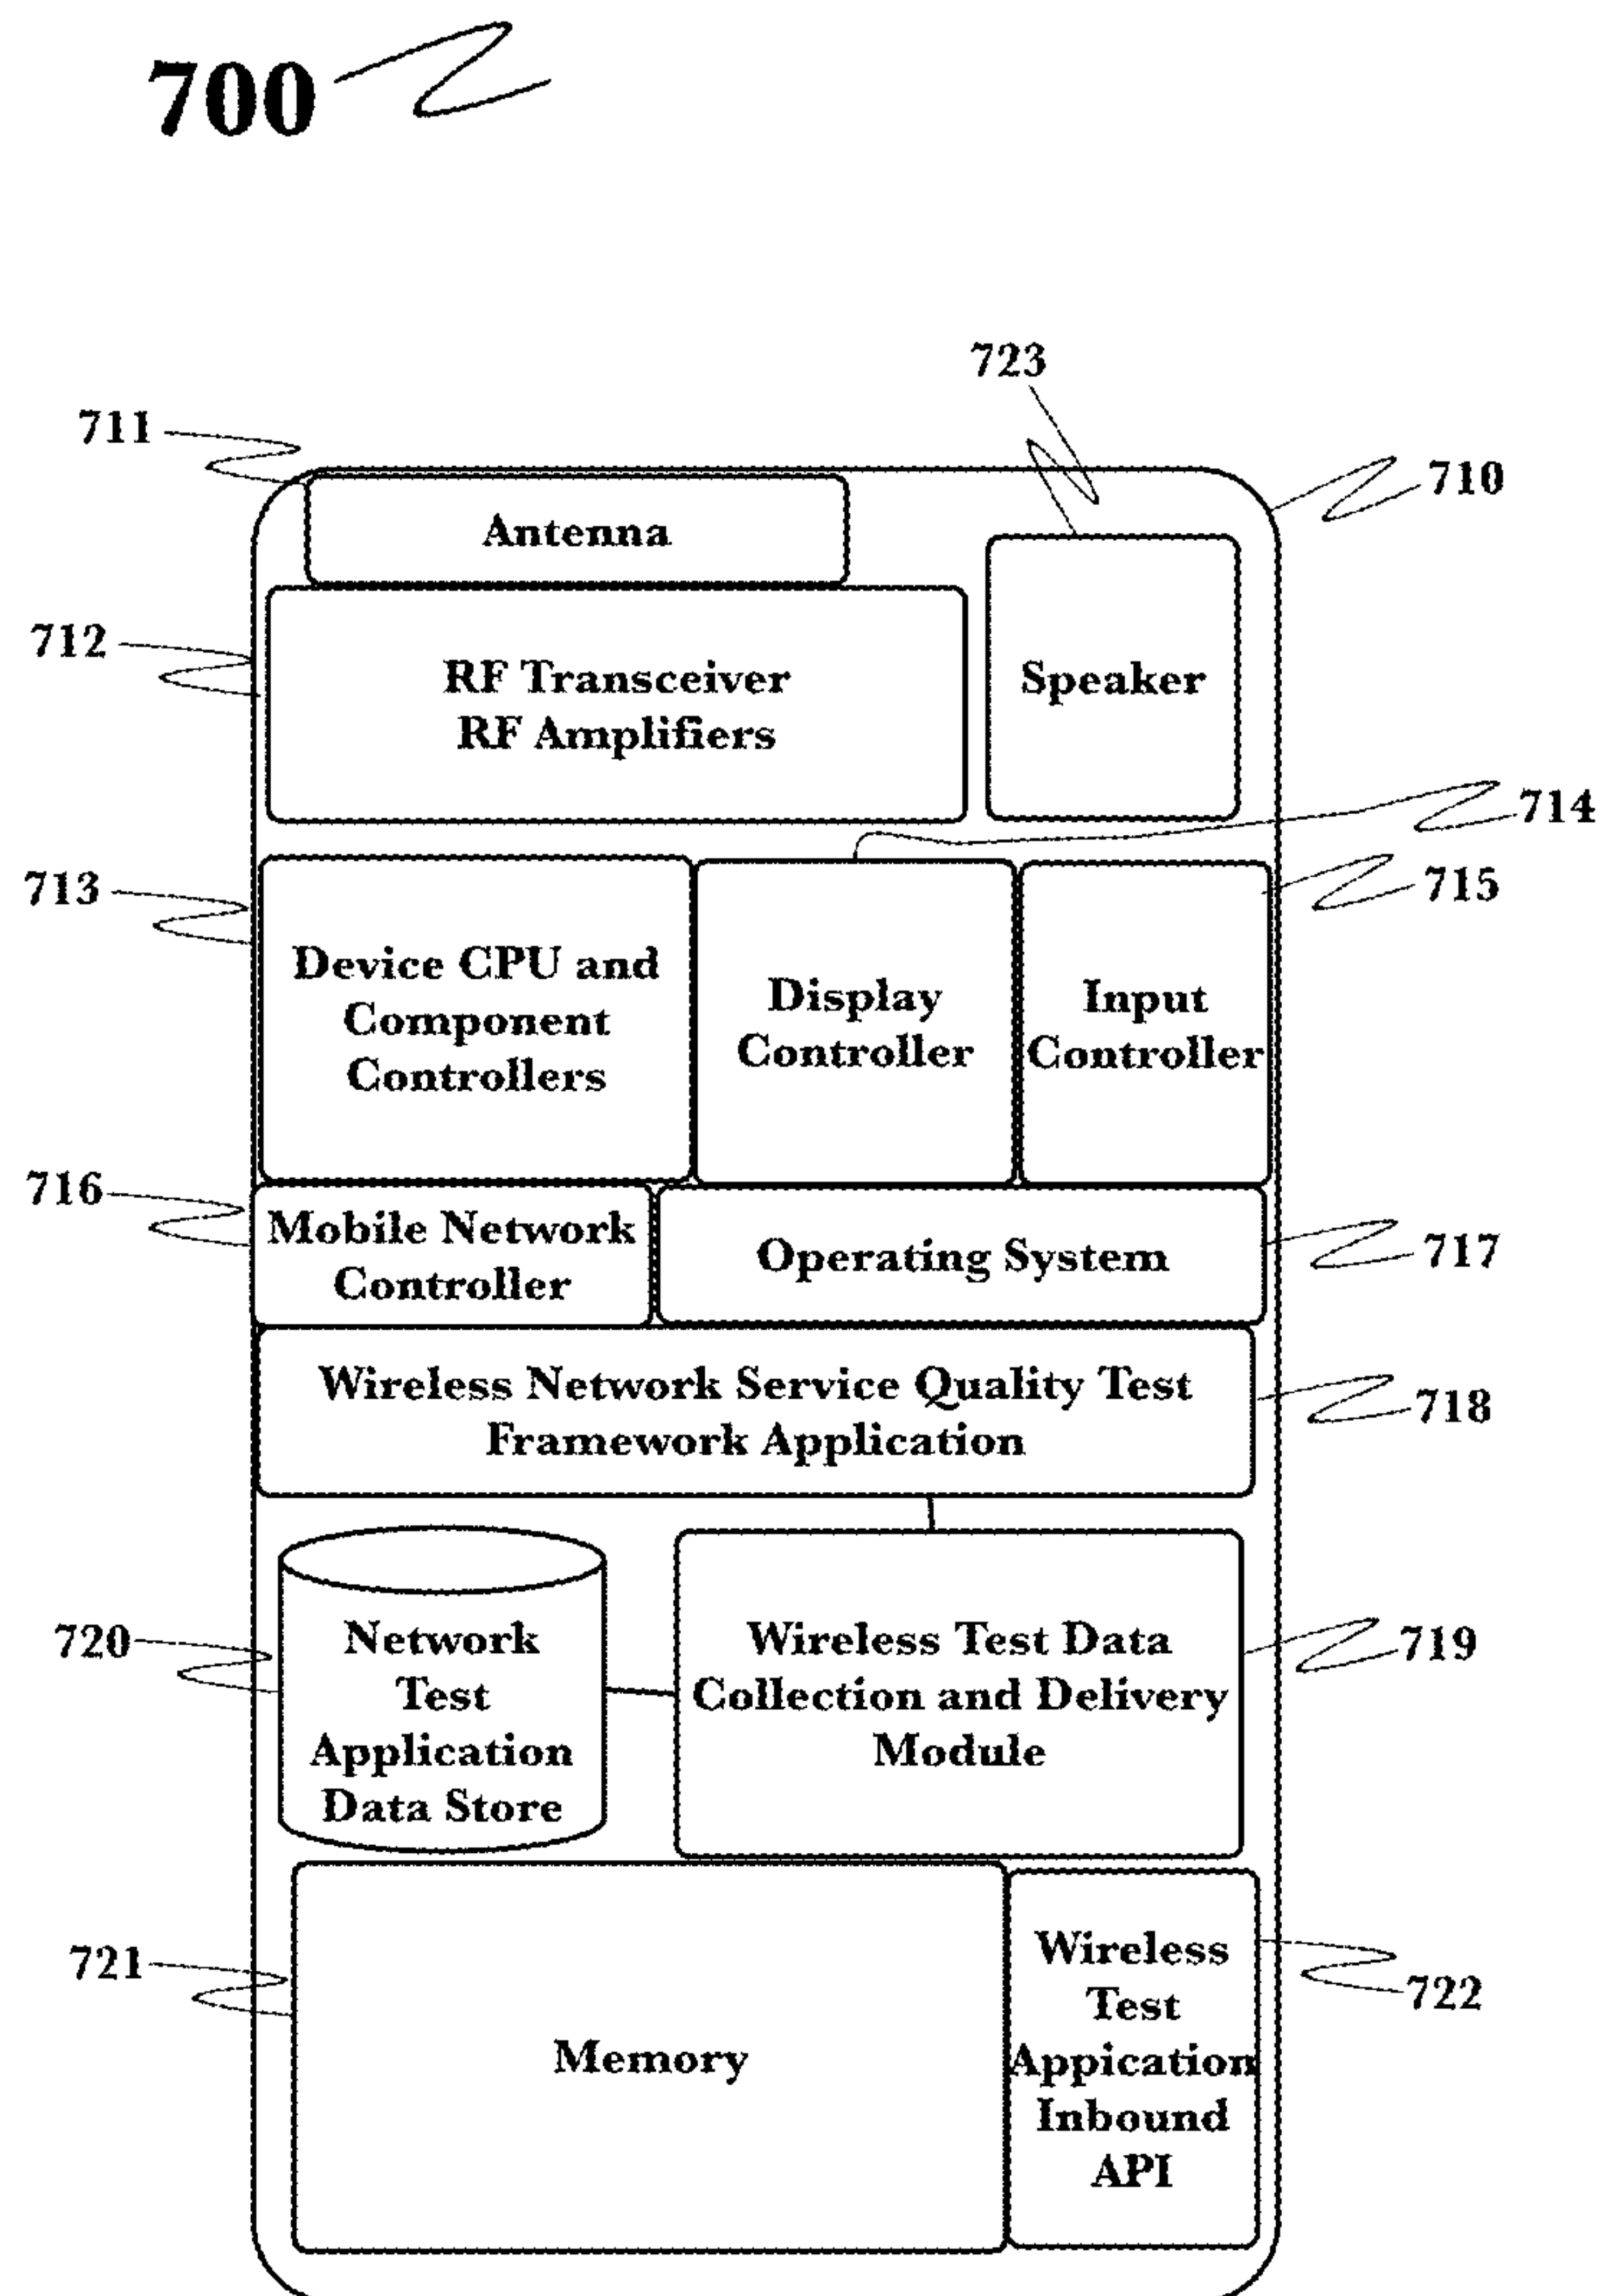 700
723
711
710
Antenna
712
RF Transceiver
RF Amplifiers
Speaker
714
713
715
Device CPU and
Component
Controllers
Display
Controller
Input
Controller
716
Mobile Network
Controller
Operating System
717
Wireless Network Service Quality Test
Framework Application
718
720
Network
Test
Application
Data Store
Wireless Test Data
Collection and Delivery
Module
719
721
Memory
Wireless
Test
Appication
Inbound
API
722